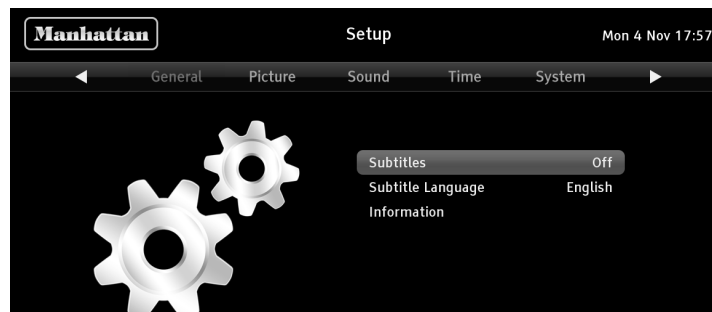 Manhattan Setup Mon 4 Nov 17:57
General Picture Sound Time System
Subtitles Off
Subtitle Language English
Information